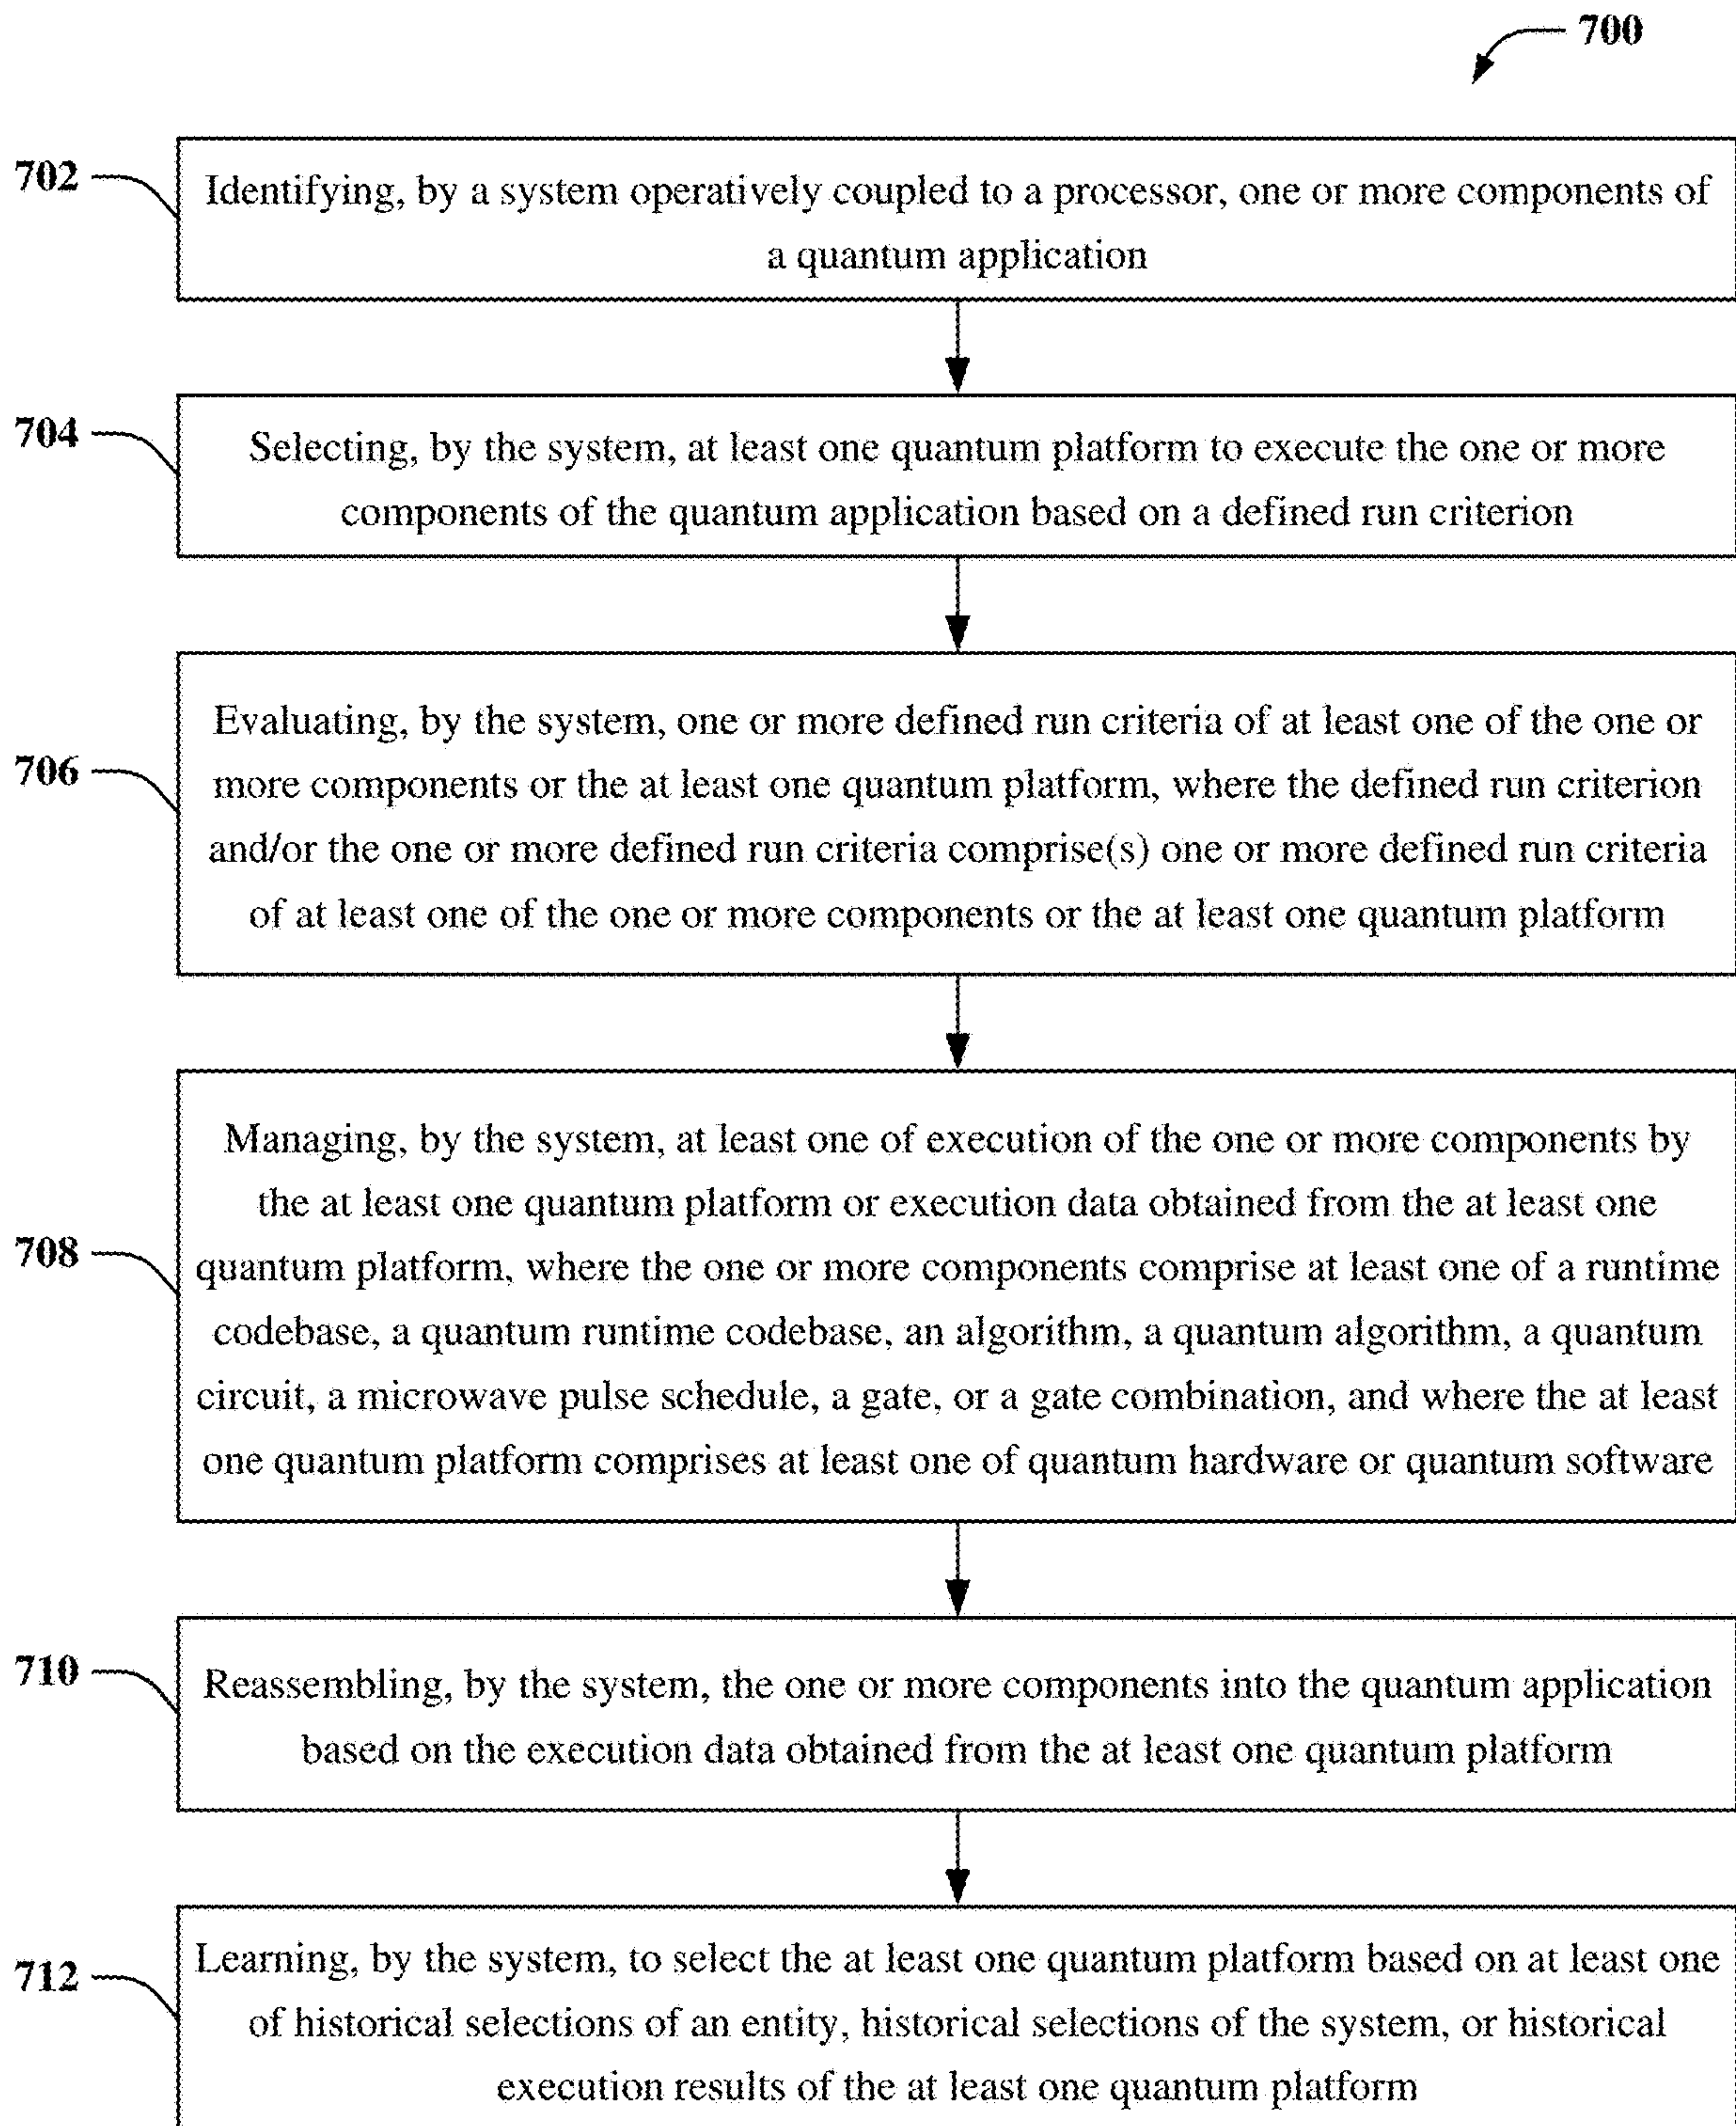 700
702
Identifying, by a system operatively coupled to a processor, one or more components of
a quantum application
704
Selecting, by the system, at least one quantum platform to execute the one or more
components of the quantum application based on a defined run criterion
706
Evaluating, by the system, one or more defined run criteria of at least one of the one or
more components or the at least one quantum platform, where the defined run criterion
and/or the one or more defined run criteria comprise(s) one or more defined run criteria
of at least one of the one or more components or the at least one quantum platform
708
Managing, by the system, at least one of execution of the one or more components by
the at least one quantum platform or execution data obtained from the at least one
quantum platform, where the one or more components comprise at least one of a runtime
codebase, a quantum runtime codebase, an algorithm, a quantum algorithm, a quantum
circuit, a microwave pulse schedule, a gate, or a gate combination, and where the at least
one quantum platform comprises at least one of quantum hardware or quantum software
710
Reassembling, by the system, the one or more components into the quantum application
based on the execution data obtained from the at least one quantum platform
712
Learning, by the system, to select the at least one quantum platform based on at least one
of historical selections of an entity, historical selections of the system, or historical
execution results of the at least one quantum platform